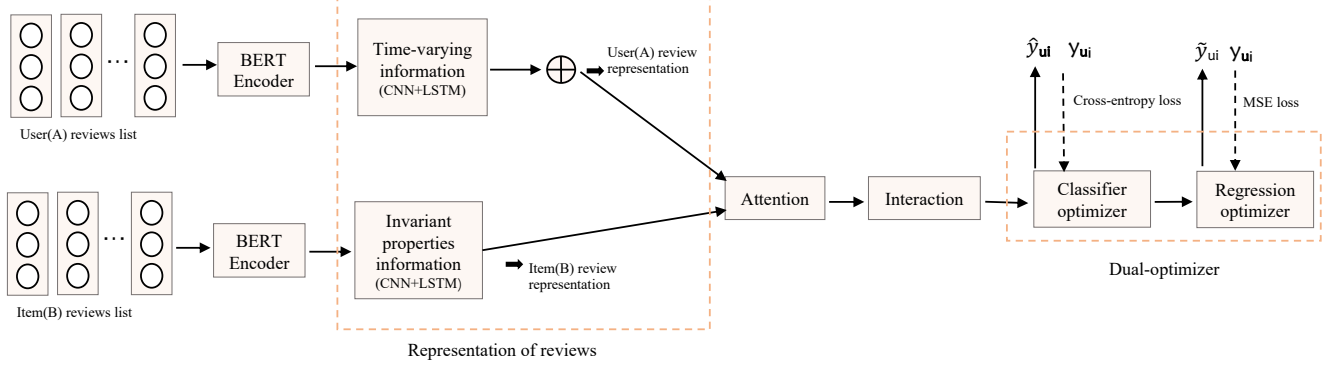 BERT
Encoder
Time-varying
information
(CNN+LSTM)
User(A) review
representation
User(A) reviews list
BERT
Encoder
Invariant
properties
information
(CNN+LSTM)
Item(B) review
representation
Item(B) reviews list
Representation of reviews
Attention
Interaction
ŷui yui
Cross-entropy loss
ỹui yui
MSE loss
Classifier
optimizer
Regression
optimizer
Dual-optimizer